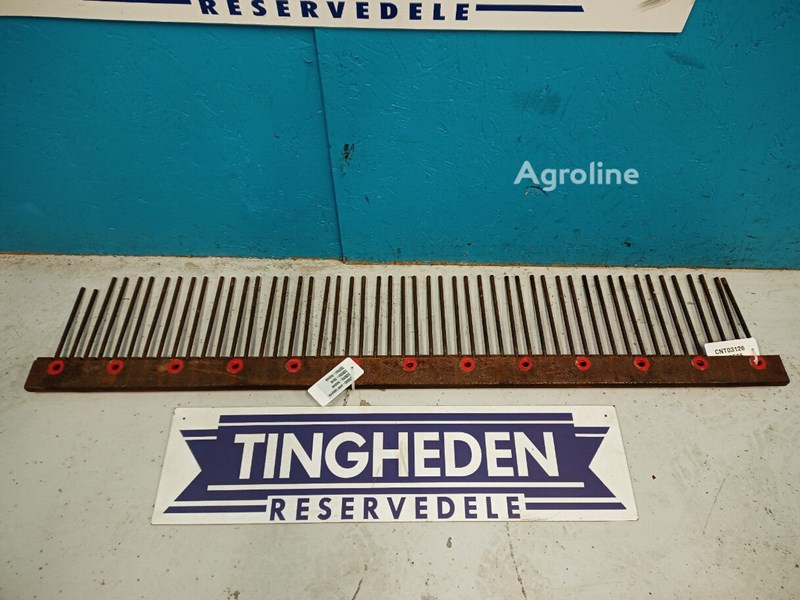 RESERVEDELE
Agroline
CNT03126
TINGHEDEN
RESERVEDELE